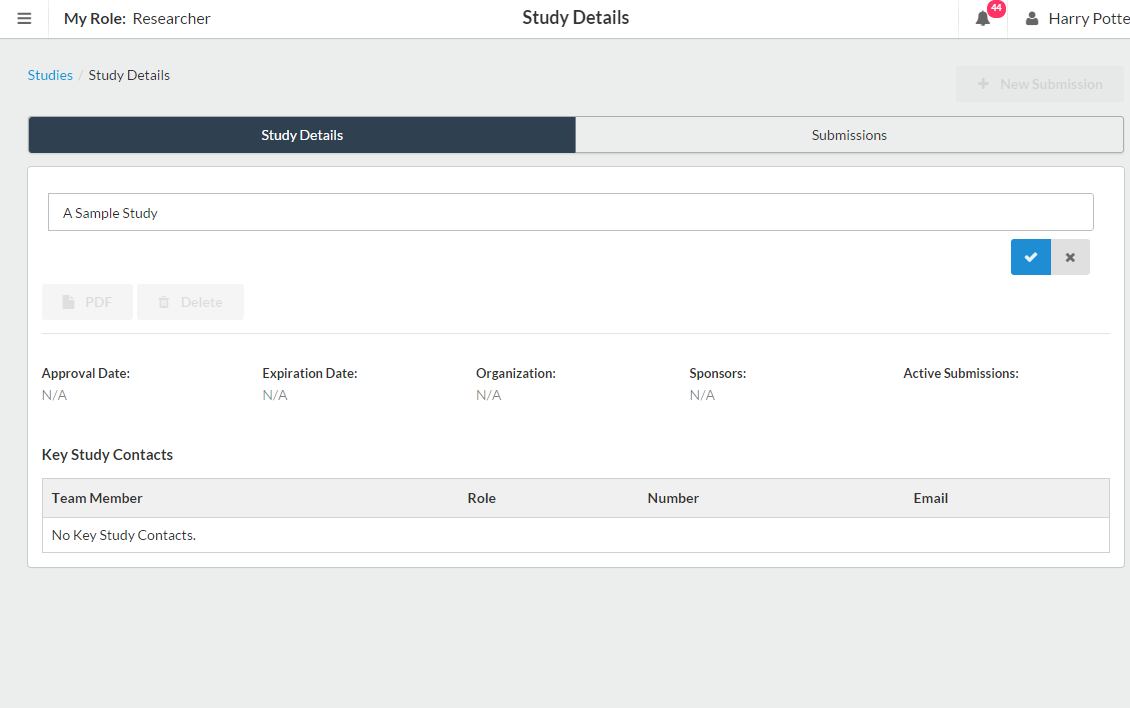 My Role: Researcher
Study Details
44
Harry Potte
Studies / Study Details
New Submission
Study Details
Submissions
A Sample Study
PDF
Delete
Approval Date:
N/A
Expiration Date:
N/A
Organization:
N/A
Sponsors:
N/A
Active Submissions:
Key Study Contacts
Team Member Role Number Email
No Key Study Contacts.